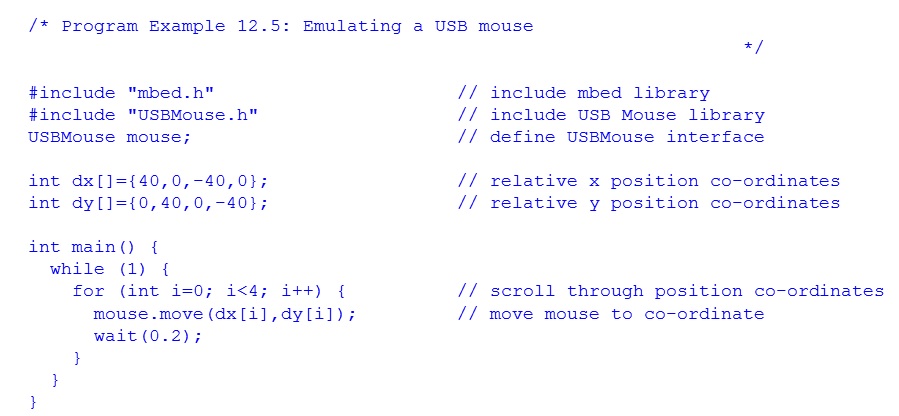 /* Program Example 12.5: Emulating a USB mouse
*/
#include "mbed.h" // include mbed library
#include "USBMouse.h" // include USB Mouse library
USBMouse mouse; // define USBMouse interface
int dx[]={40,0,-40,0}; // relative x position co-ordinates
int dy[]={0,40,0,-40}; // relative y position co-ordinates
int main() {
while (1) {
for (int i=0; i<4; i++) { // scroll through position co-ordinates
mouse.move(dx[i],dy[i]); // move mouse to co-ordinate
wait(0.2);
}
}
}